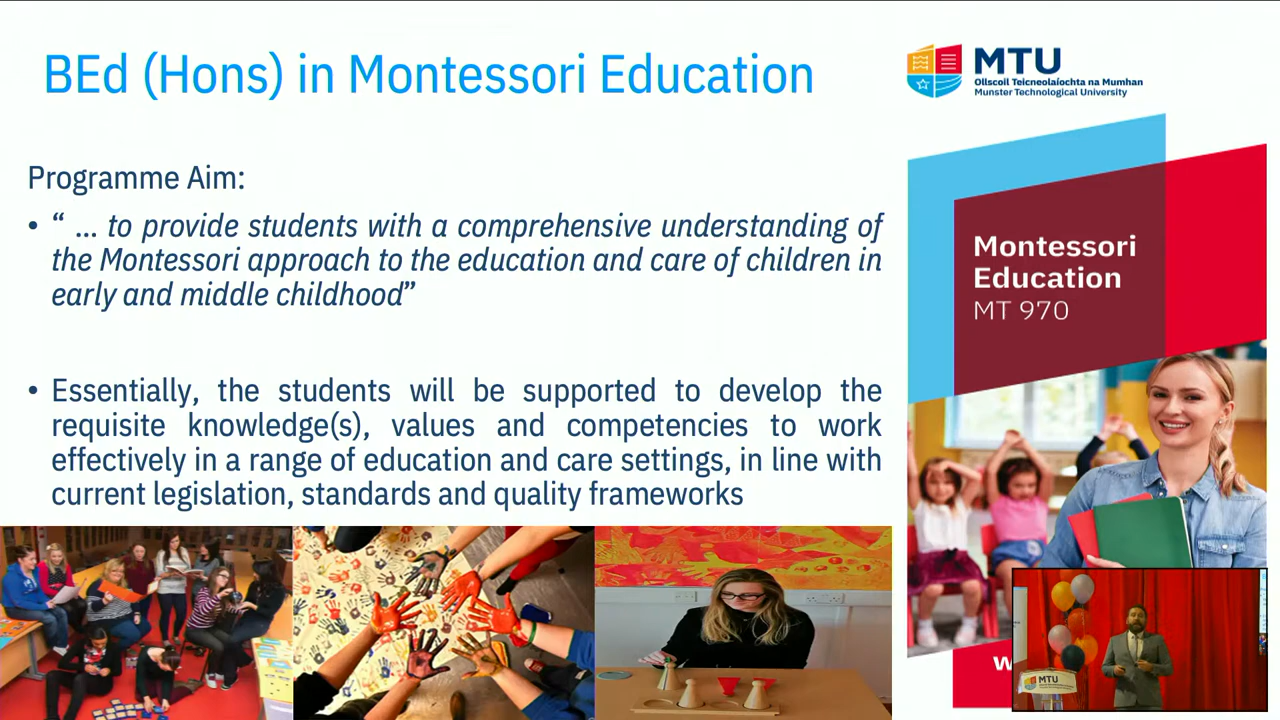 BEd (Hons) in Montessori Education
MTU
Ollscoil Teicneolaíochta na Mumhan
Munster Technological University
Programme Aim:
• “ ... to provide students with a comprehensive understanding of
the Montessori approach to the education and care of children in
early and middle childhood”
• Essentially, the students will be supported to develop the
requisite knowledge(s), values and competencies to work
effectively in a range of education and care settings, in line with
current legislation, standards and quality frameworks
Montessori
Education
MT 970
w
MTU